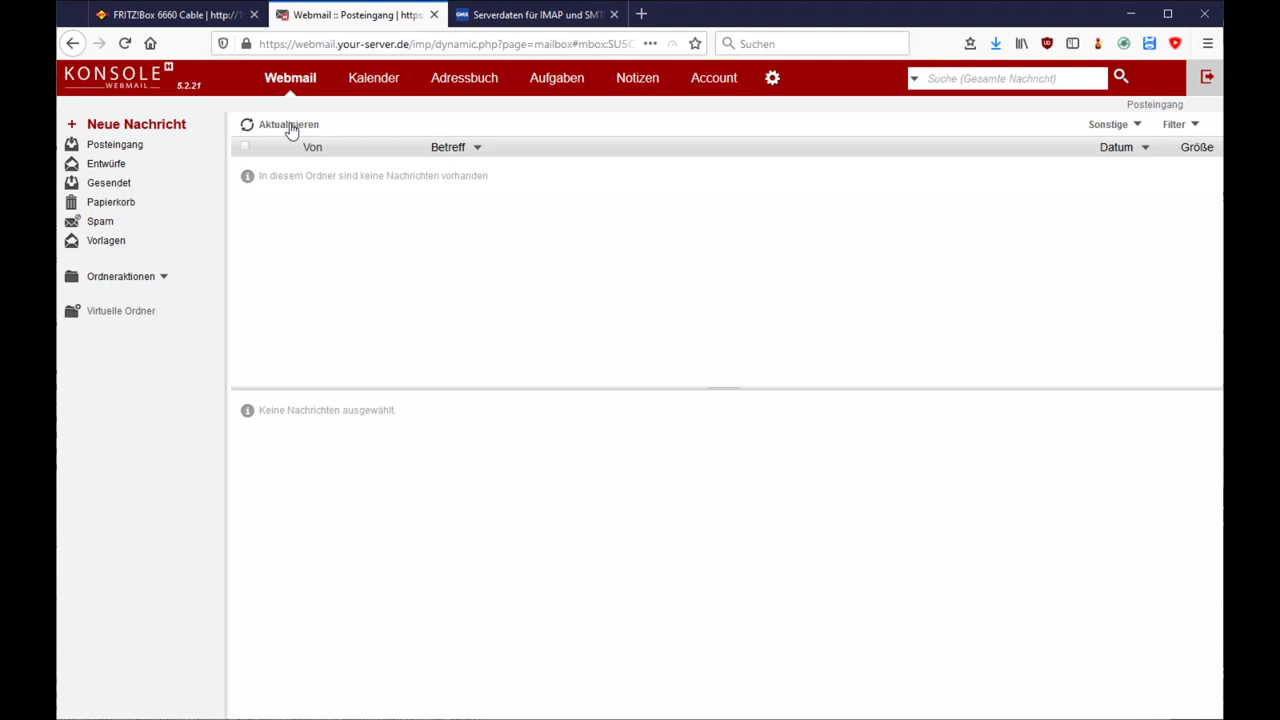 FRITZ!Box 6660 Cable | http://1
Webmail :: Posteingang | https:
GMX Serverdaten für IMAP und SMT
https://webmail.your-server.de/imp/dynamic.php?page=mailbox#mbox:SU5C
Suchen
KONSOLE H
WEBMAIL 5.2.21
Webmail
Kalender
Adressbuch
Aufgaben
Notizen
Account
Suche (Gesamte Nachricht)
Posteingang
+ Neue Nachricht
Posteingang
Entwürfe
Gesendet
Papierkorb
Spam
Vorlagen
Ordneraktionen
Virtuelle Ordner
Aktualisieren
Sonstige
Filter
Von
Betreff
Datum
Größe
In diesem Ordner sind keine Nachrichten vorhanden
Keine Nachrichten ausgewählt.